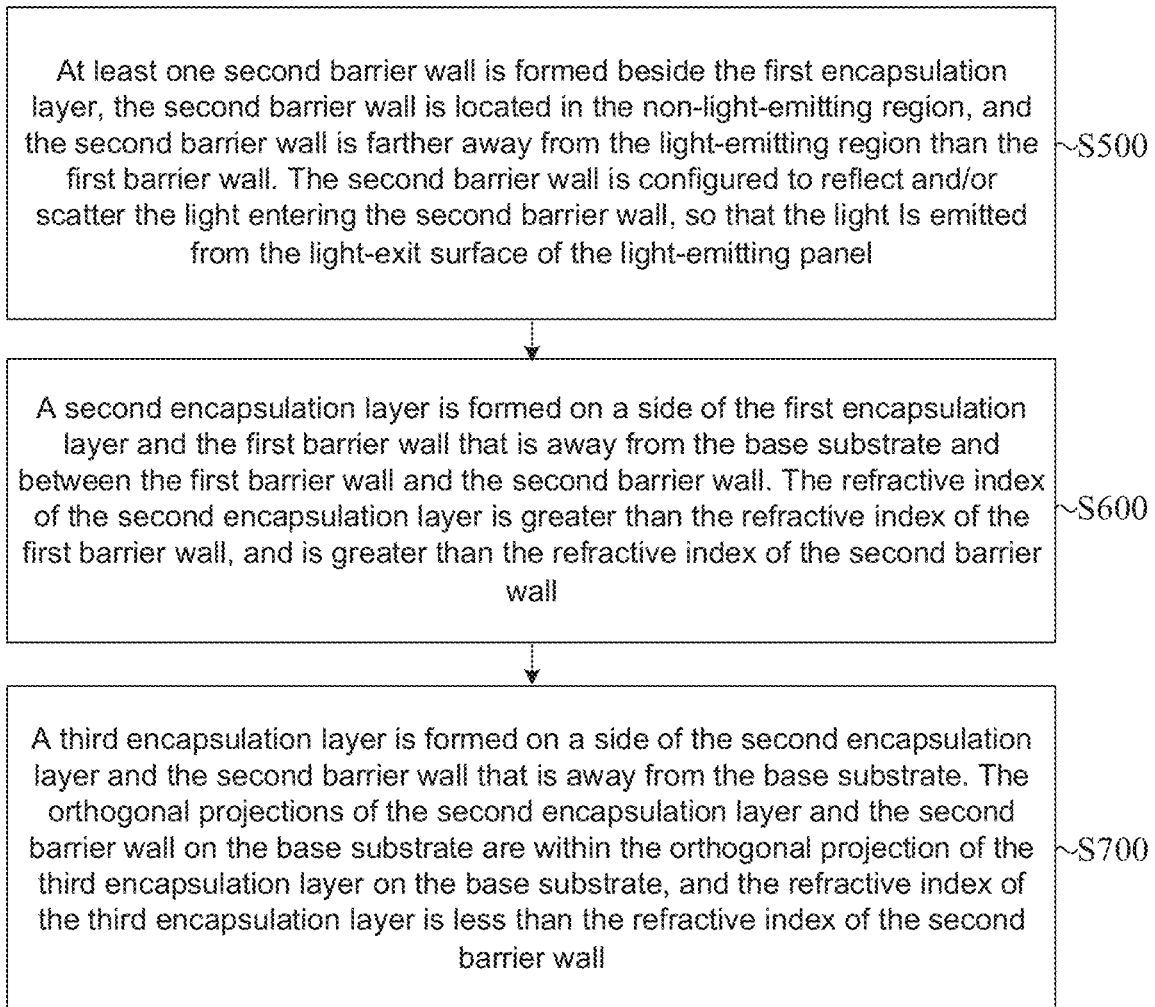 At least one second barrier wall is formed beside the first encapsulation
layer, the second barrier wall is located in the non-light-emitting region, and
the second barrier wall is farther away from the light-emitting region than the
first barrier wall. The second barrier wall is configured to reflect and/or
scatter the light entering the second barrier wall, so that the light Is emitted
from the light-exit surface of the light-emitting panel
~S500
A second encapsulation layer is formed on a side of the first encapsulation
layer and the first barrier wall that is away from the base substrate and
between the first barrier wall and the second barrier wall. The refractive index
of the second encapsulation layer is greater than the refractive index of the
first barrier wall, and is greater than the refractive index of the second barrier
wall
~S600
A third encapsulation layer is formed on a side of the second encapsulation
layer and the second barrier wall that is away from the base substrate. The
orthogonal projections of the second encapsulation layer and the second
barrier wall on the base substrate are within the orthogonal projection of the
third encapsulation layer on the base substrate, and the refractive index of
the third encapsulation layer is less than the refractive index of the second
barrier wall
~S700